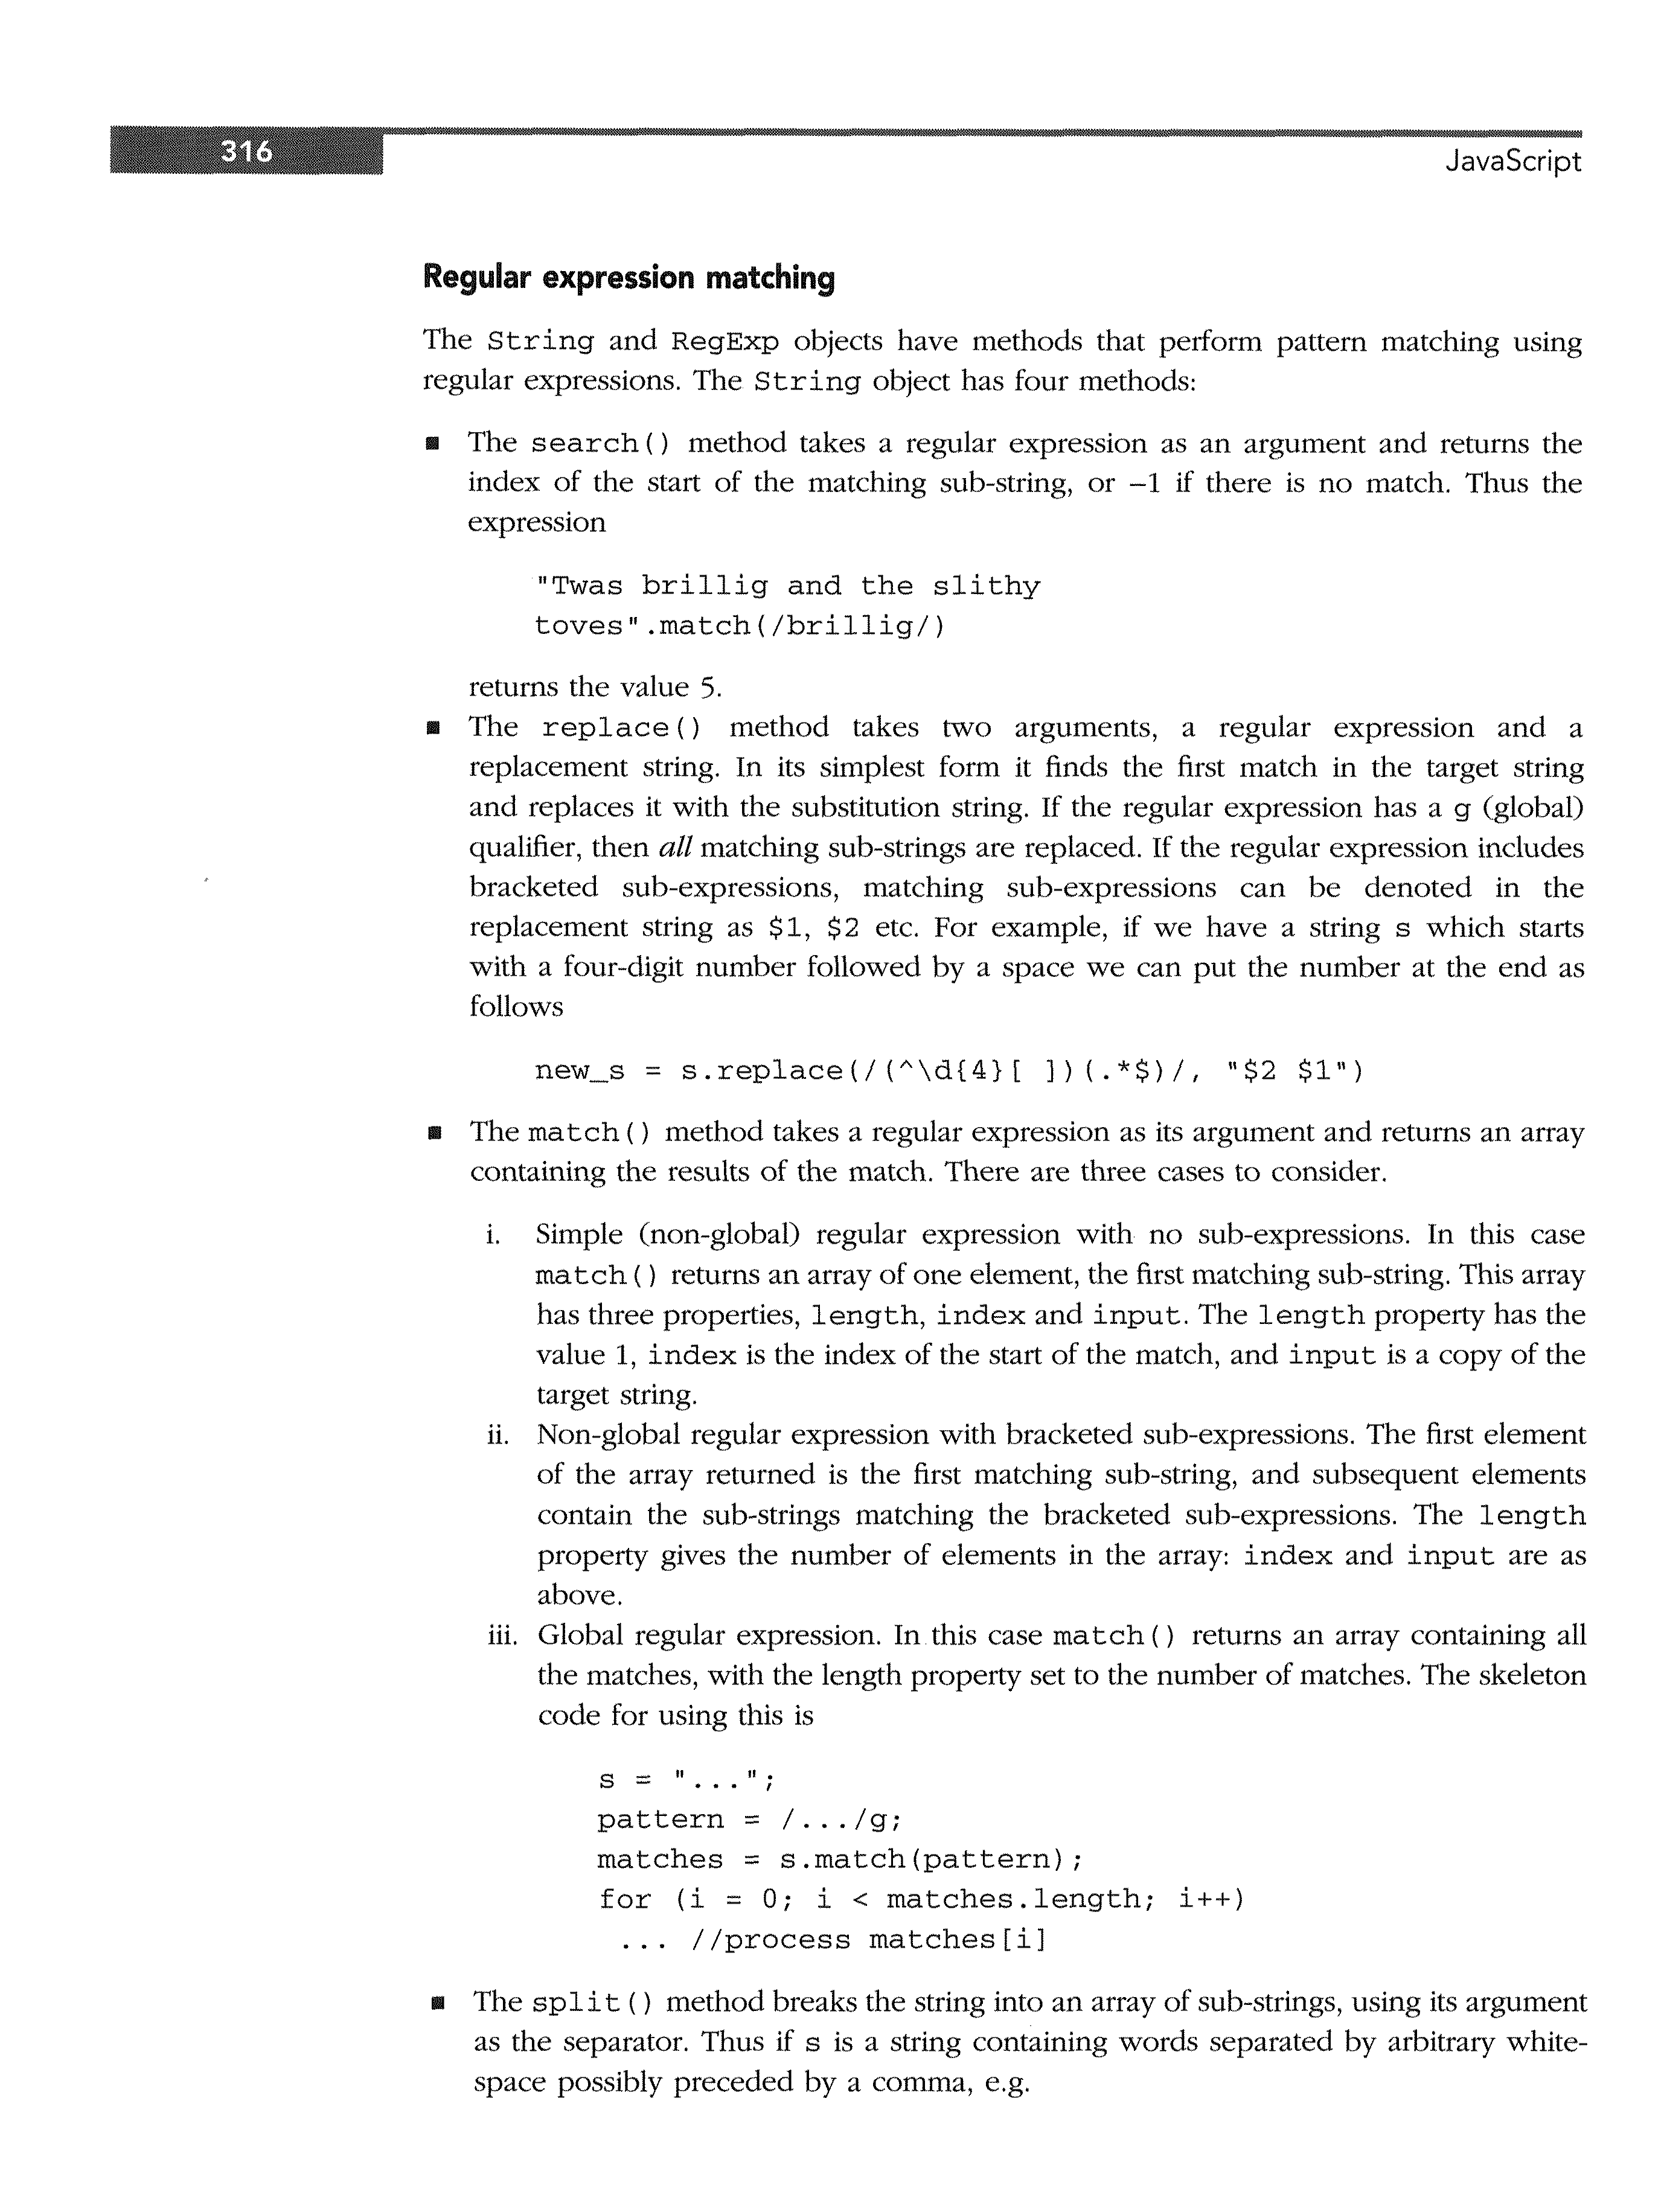 316
JavaScript
Regular expression matching
The String and RegExp objects have methods that perform pattern matching using
regular expressions. The String object has four methods:
■ The search() method takes a regular expression as an argument and returns the
index of the start of the matching sub-string, or –1 if there is no match. Thus the
expression
"Twas brillig and the slithy
toves".match(/brillig/)
returns the value 5.
■ The replace() method takes two arguments, a regular expression and a
replacement string. In its simplest form it finds the first match in the target string
and replaces it with the substitution string. If the regular expression has a g (global)
qualifier, then all matching sub-strings are replaced. If the regular expression includes
bracketed sub-expressions, matching sub-expressions can be denoted in the
replacement string as $1, $2 etc. For example, if we have a string s which starts
with a four-digit number followed by a space we can put the number at the end as
follows
new_s = s.replace(/(^\d{4}[ ])(.*$)/, "$2 $1")
■ The match() method takes a regular expression as its argument and returns an array
containing the results of the match. There are three cases to consider.
i. Simple (non-global) regular expression with no sub-expressions. In this case
match() returns an array of one element, the first matching sub-string. This array
has three properties, length, index and input. The length property has the
value 1, index is the index of the start of the match, and input is a copy of the
target string.
ii. Non-global regular expression with bracketed sub-expressions. The first element
of the array returned is the first matching sub-string, and subsequent elements
contain the sub-strings matching the bracketed sub-expressions. The length
property gives the number of elements in the array: index and input are as
above.
iii. Global regular expression. In this case match() returns an array containing all
the matches, with the length property set to the number of matches. The skeleton
code for using this is
s = "...";
pattern = /.../g;
matches = s.match(pattern);
for (i = 0; i < matches.length; i++)
... //process matches[i]
■ The split() method breaks the string into an array of sub-strings, using its argument
as the separator. Thus if s is a string containing words separated by arbitrary white-
space possibly preceded by a comma, e.g.